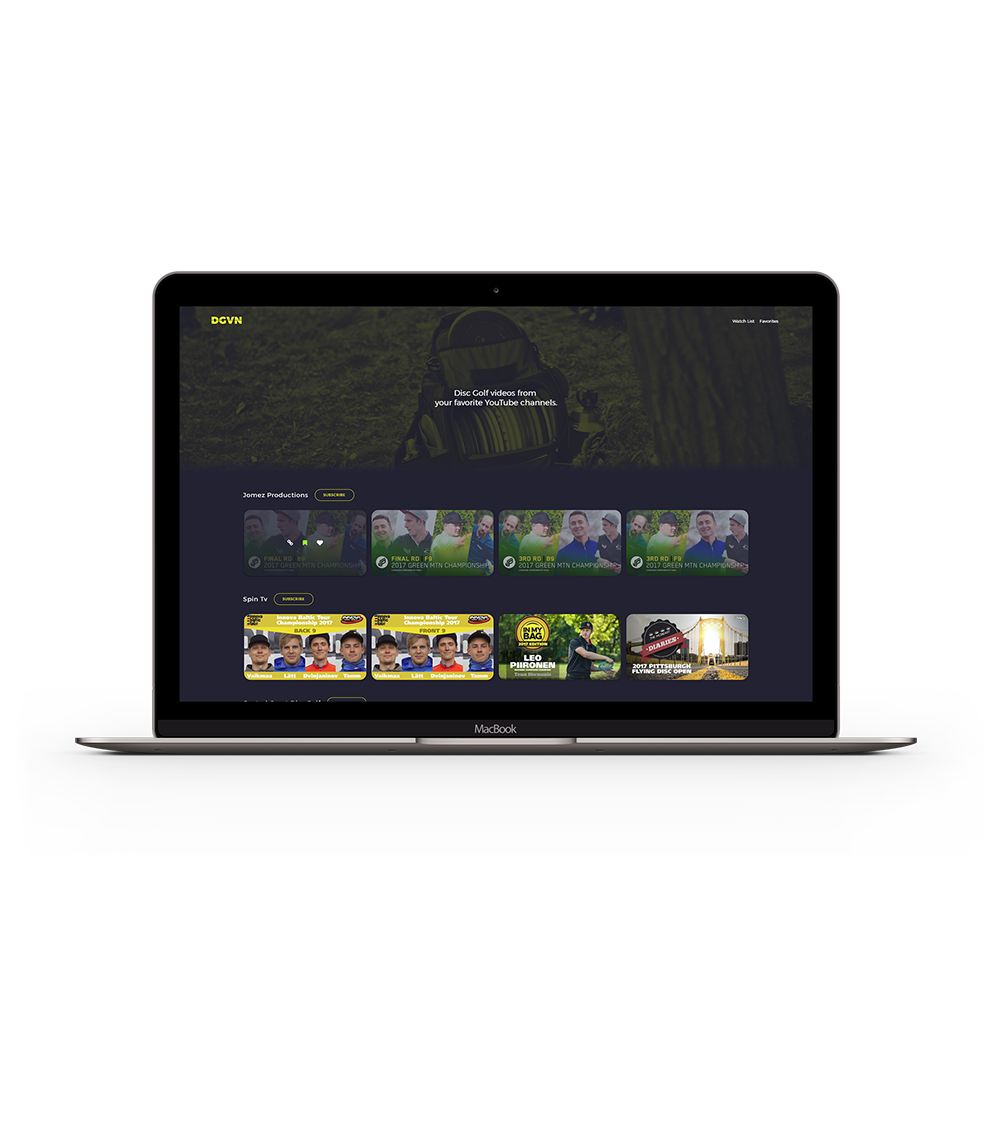 DGVN
Watch List Favorites
Disc Golf videos from
your favorite YouTube channels.
Jomez Productions SUBSCRIBE
FINAL RD B9
2017 GREEN MTN CHAMPIONSHIP
FINAL RD F9
2017 GREEN MTN CHAMPIONSHIP
3RD RD B9
2017 GREEN MTN CHAMPIONSHIP
3RD RD F9
2017 GREEN MTN CHAMPIONSHIP
Spin Tv SUBSCRIBE
Innova Baltic Tour
Championship 2017
BACK 9
Volkmaa Lätt Ovinjaninov Tamm
Innova Baltic Tour
Championship 2017
FRONT 9
Volkmaa Lätt Ovinjaninov Tamm
IN MY
BAG
2017 EDITION
LEO
PIIRONEN
Team Discmania
DIARIES
2017 PITTSBURGH
FLYING DISC OPEN
MacBook